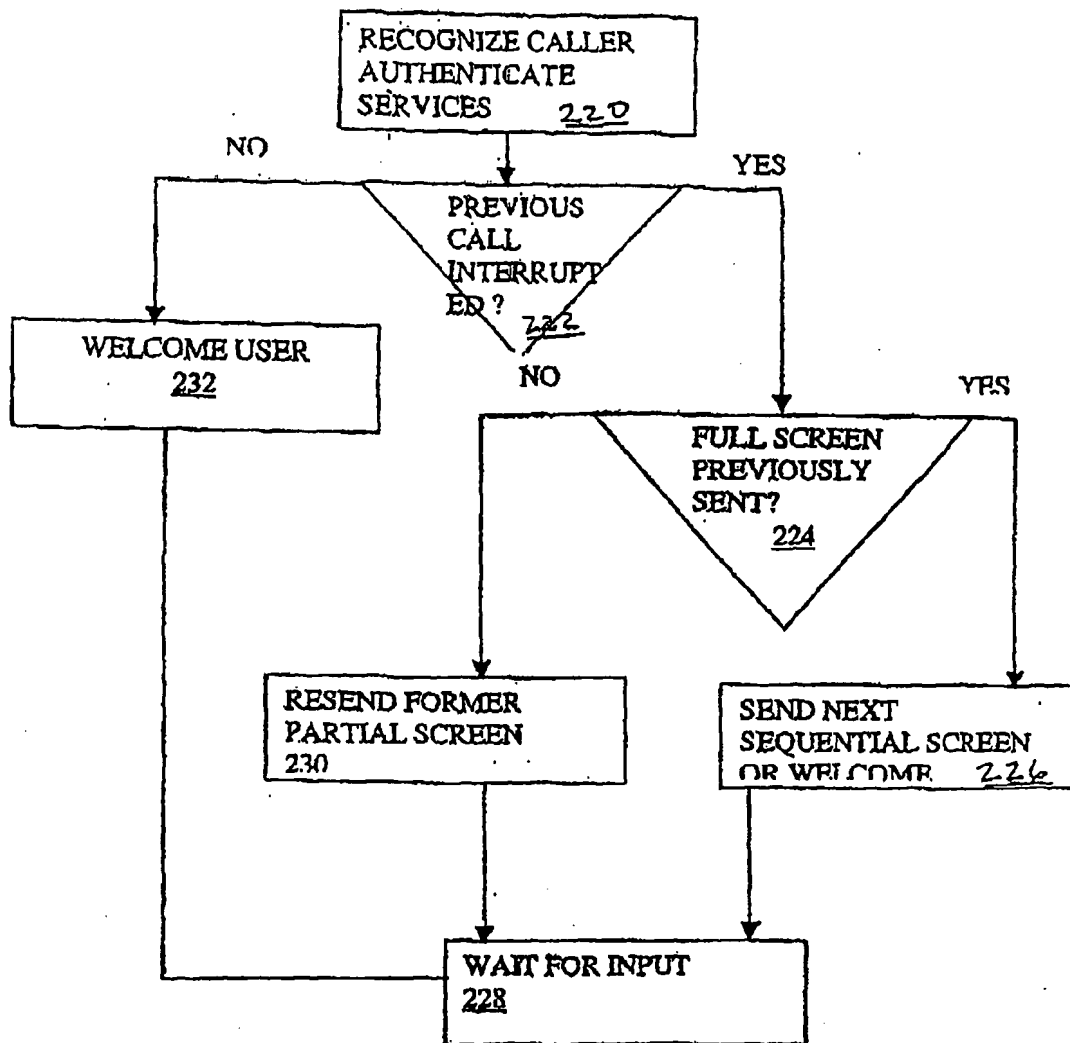 RECOGNIZE CALLER
AUTHENTICATE
SERVICES 220
NO
YES
PREVIOUS
CALL
INTERRUPT
ED ?
222
WELCOME USER
232
NO
YES
FULL SCREEN
PREVIOUSLY
SENT?
224
RESEND FORMER
PARTIAL SCREEN
230
SEND NEXT
SEQUENTIAL SCREEN
OR WELCOME 226
WAIT FOR INPUT
228